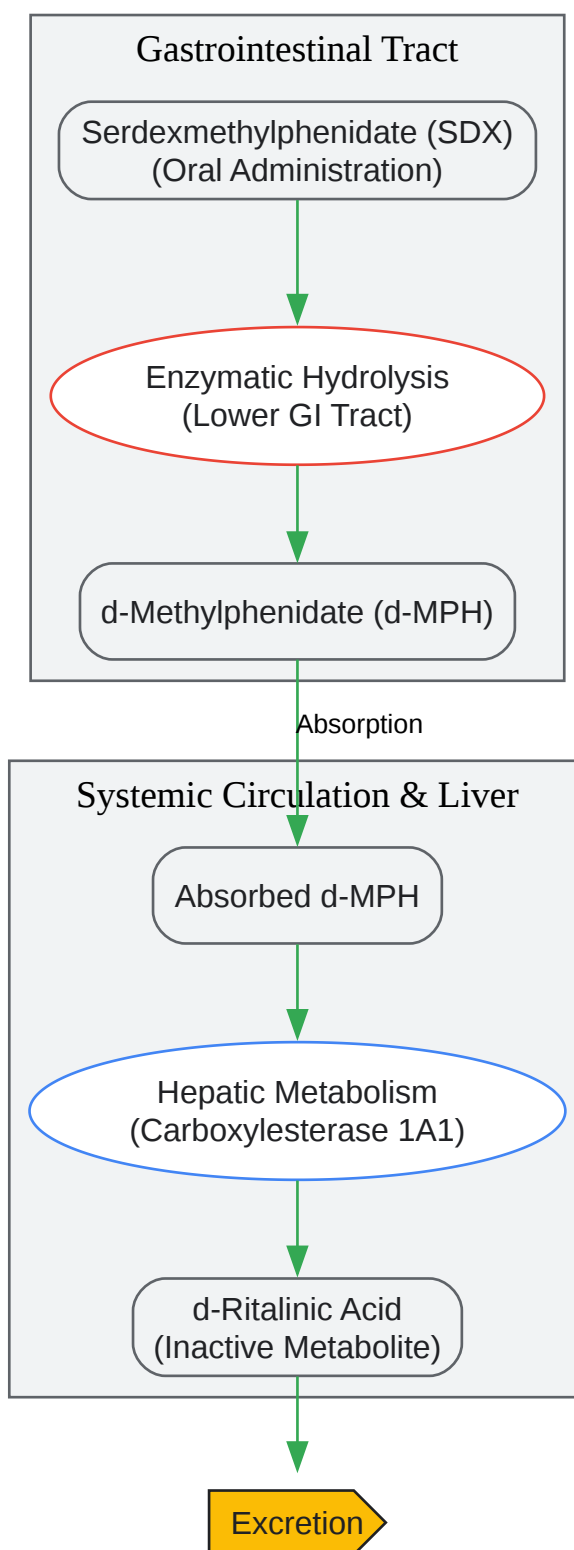 Gastrointestinal Tract
Serdexmethylphenidate (SDX)
(Oral Administration)
Enzymatic Hydrolysis
(Lower GI Tract)
d-Methylphenidate (d-MPH)
Absorption
Systemic Circulation & Liver
Absorbed d-MPH
Hepatic Metabolism
(Carboxylesterase 1A1)
d-Ritalinic Acid
(Inactive Metabolite)
Excretion